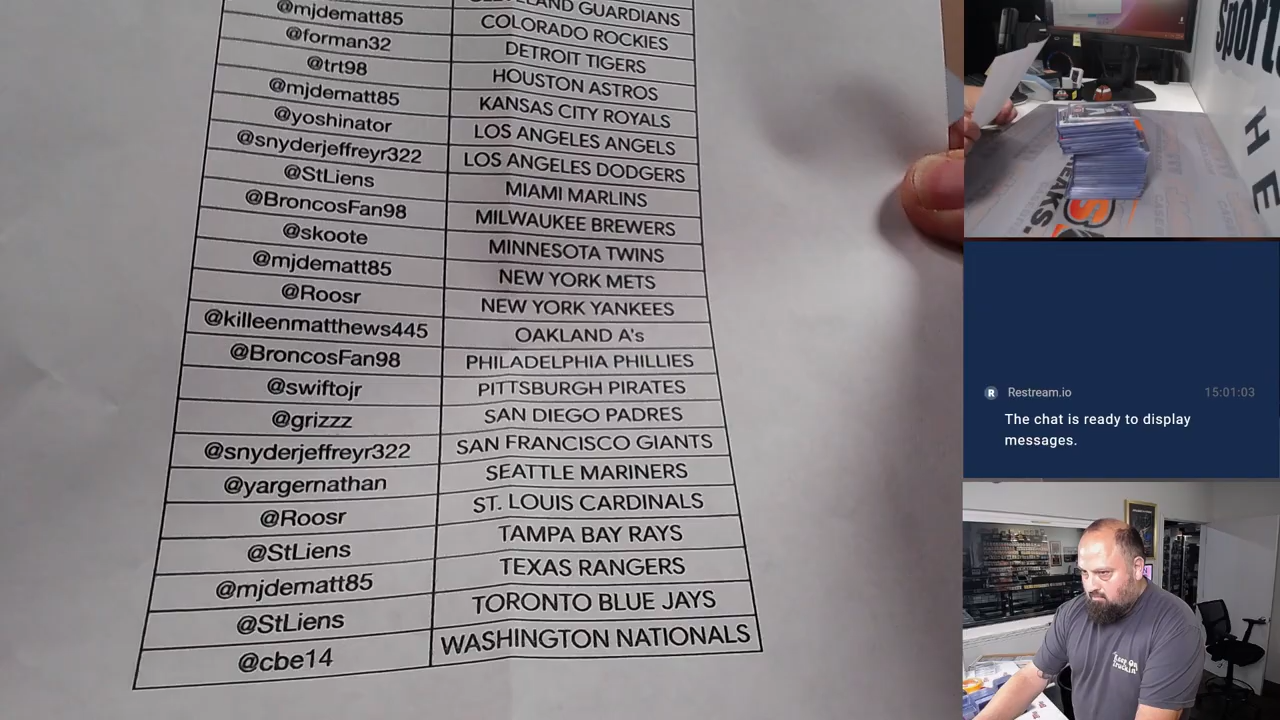 GUARDIANS
@mjdematt85 COLORADO ROCKIES
@forman32 DETROIT TIGERS
@trt98 HOUSTON ASTROS
@mjdematt85 KANSAS CITY ROYALS
@yoshinator LOS ANGELES ANGELS
@snyderjeffreyr322 LOS ANGELES DODGERS
@StLiens MIAMI MARLINS
@BroncosFan98 MILWAUKEE BREWERS
@skoote MINNESOTA TWINS
@mjdematt85 NEW YORK METS
@Roosr NEW YORK YANKEES
@killeenmatthews445 OAKLAND A's
@BroncosFan98 PHILADELPHIA PHILLIES
@swiftojr PITTSBURGH PIRATES
@grizzz SAN DIEGO PADRES
@snyderjeffreyr322 SAN FRANCISCO GIANTS
@yargernathan SEATTLE MARINERS
@Roosr ST. LOUIS CARDINALS
@StLiens TAMPA BAY RAYS
@mjdematt85 TEXAS RANGERS
@StLiens TORONTO BLUE JAYS
@cbe14 WASHINGTON NATIONALS
R Restream.io 15:01:03
The chat is ready to display
messages.
Keep On
Truckin'